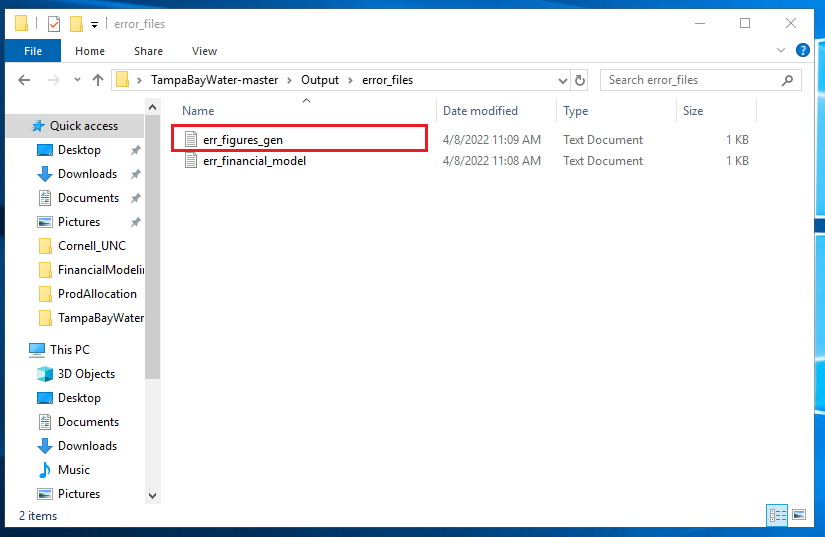 error_files
File Home Share View
TampaBayWater-master > Output > error_files
Search error_files
Name Date modified Type Size
err_figures_gen 4/8/2022 11:09 AM Text Document 1 KB
err_financial_model 4/8/2022 11:08 AM Text Document 1 KB
Quick access
Desktop
Downloads
Documents
Pictures
Cornell_UNC
FinancialModelin
ProdAllocation
TampaBayWater
This PC
3D Objects
Desktop
Documents
Downloads
Music
Pictures
2 items